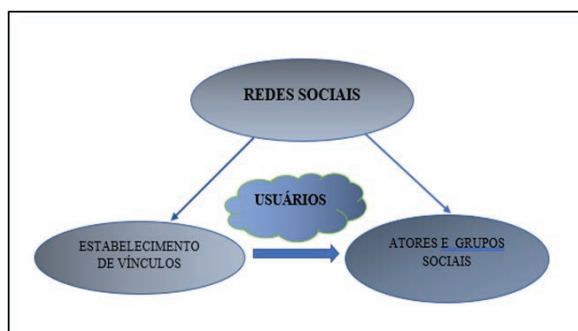 REDES SOCIAIS
USUÁRIOS
ESTABELECIMENTO
DE VÍNCULOS
ATORES E GRUPOS
SOCIAIS